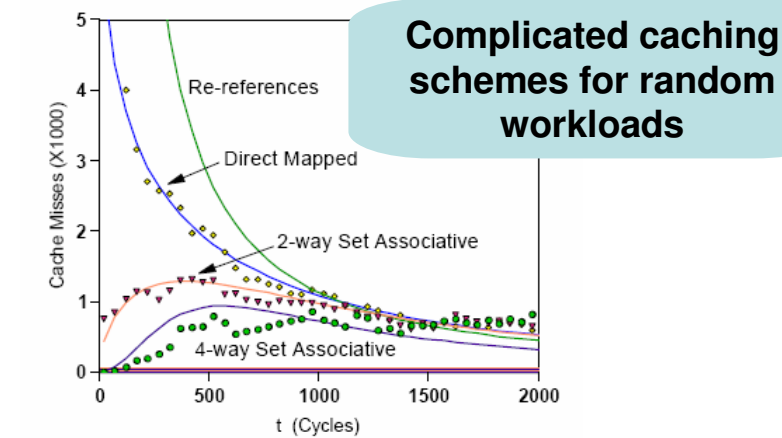 Complicated caching
schemes for random
workloads
5
4
3
2
1
0
Cache Misses (X1000)
Re-references
Direct Mapped
2-way Set Associative
4-way Set Associative
0 500 1000 1500 2000
t (Cycles)